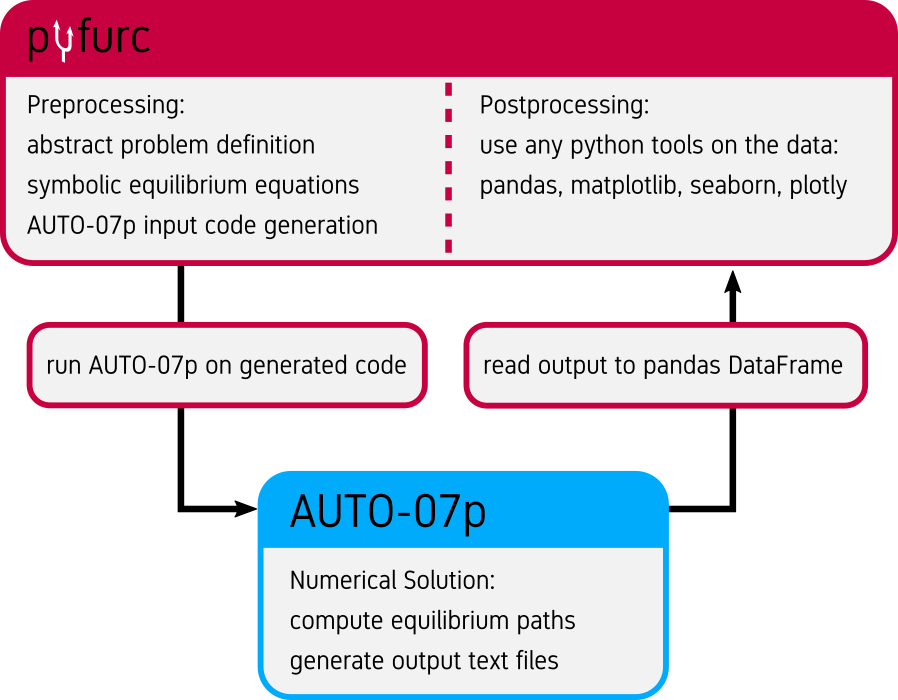 pyfurc
Preprocessing:
abstract problem definition
symbolic equilibrium equations
AUTO-07p input code generation
Postprocessing:
use any python tools on the data:
pandas, matplotlib, seaborn, plotly
run AUTO-07p on generated code
read output to pandas DataFrame
AUTO-07p
Numerical Solution:
compute equilibrium paths
generate output text files